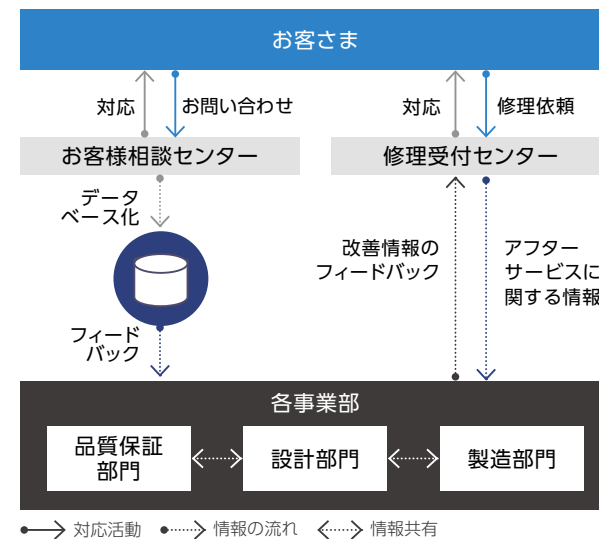 お客さま
対応
お問い合わせ
対応
修理依頼
お客様相談センター
修理受付センター
データ
ベース化
改善情報の
フィードバック
アフター
サービスに
関する情報
フィード
バック
各事業部
品質保証
部門
設計部門
製造部門
対応活動
情報の流れ
情報共有